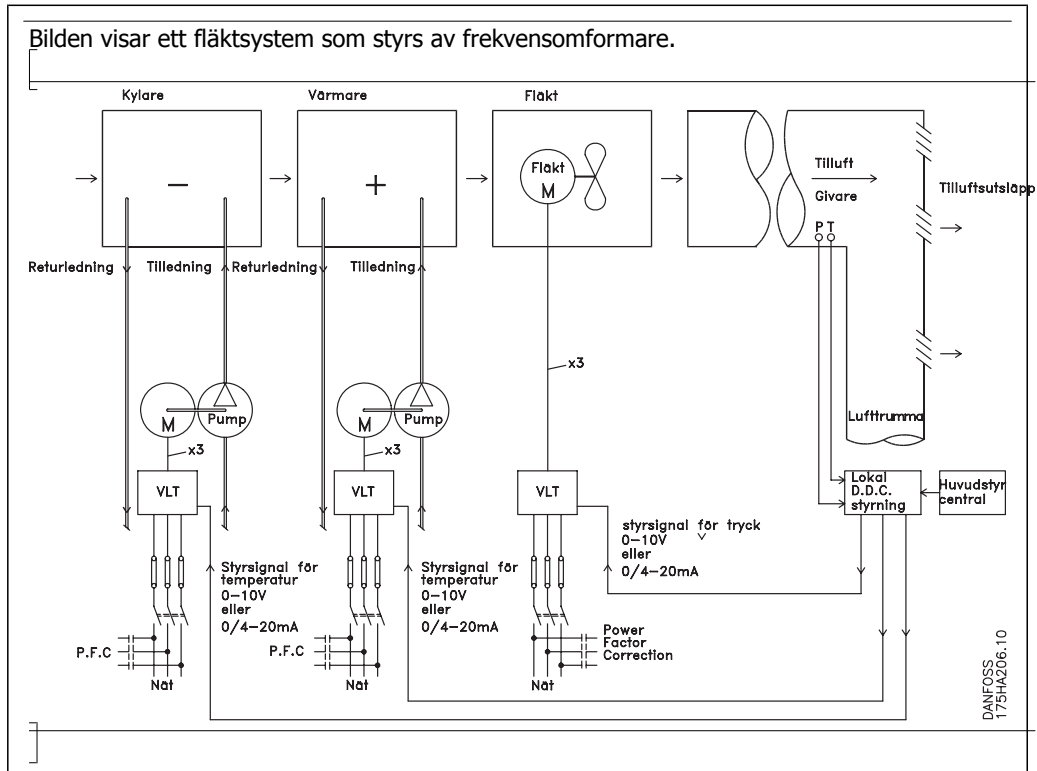 Bilden visar ett fläktsystem som styrs av frekvensomformare.
Kylare
Värmare
Fläkt
−
+
Fläkt
M
Tilluft
Givare
P T
Tilluftsutsläpp
Returledning
Tilledning
Returledning
Tilledning
M
Pump
M
Pump
x3
x3
x3
Lufttrumma
VLT
VLT
VLT
Lokal
D.D.C.
styrning
Huvudstyr
central
Styrsignal för
temperatur
0−10V
eller
0/4−20mA
Styrsignal för
temperatur
0−10V
eller
0/4−20mA
styrsignal för tryck
0−10V
eller
0/4−20mA
P.F.C
P.F.C
Power
Factor
Correction
Nät
Nät
Nät
DANFOSS
175HA206.10